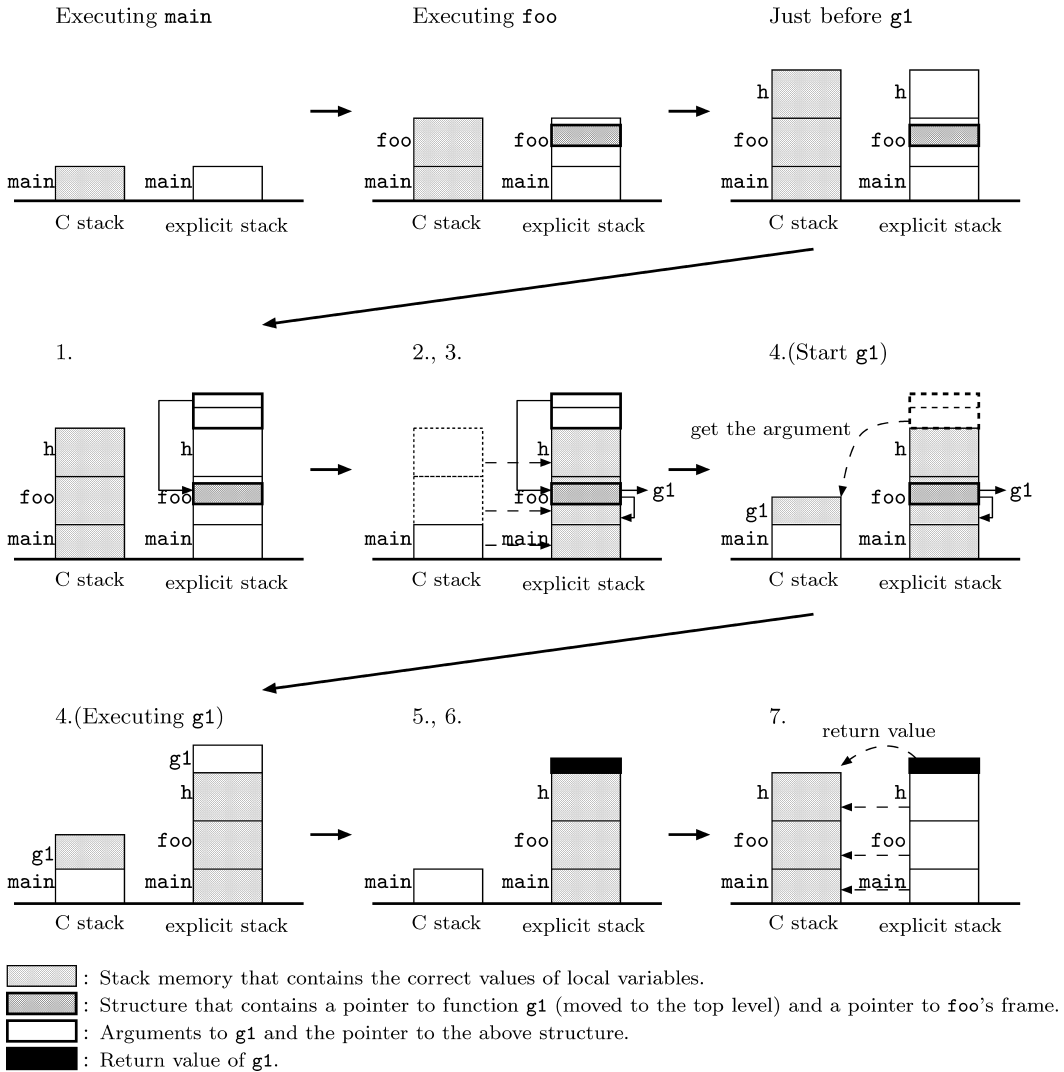 Executing main
Executing foo
Just before g1
main
main
C stack
explicit stack
foo
main
foo
main
C stack
explicit stack
h
foo
main
h
foo
main
C stack
explicit stack
1.
2., 3.
4.(Start g1)
h
foo
main
h
foo
main
C stack
explicit stack
main
h
foo
main
g1
C stack
explicit stack
get the argument
g1
main
h
foo
main
g1
C stack
explicit stack
4.(Executing g1)
5., 6.
7.
g1
main
g1
h
foo
main
C stack
explicit stack
main
h
foo
main
C stack
explicit stack
return value
h
foo
main
h
foo
main
C stack
explicit stack
: Stack memory that contains the correct values of local variables.
: Structure that contains a pointer to function g1 (moved to the top level) and a pointer to foo's frame.
: Arguments to g1 and the pointer to the above structure.
: Return value of g1.